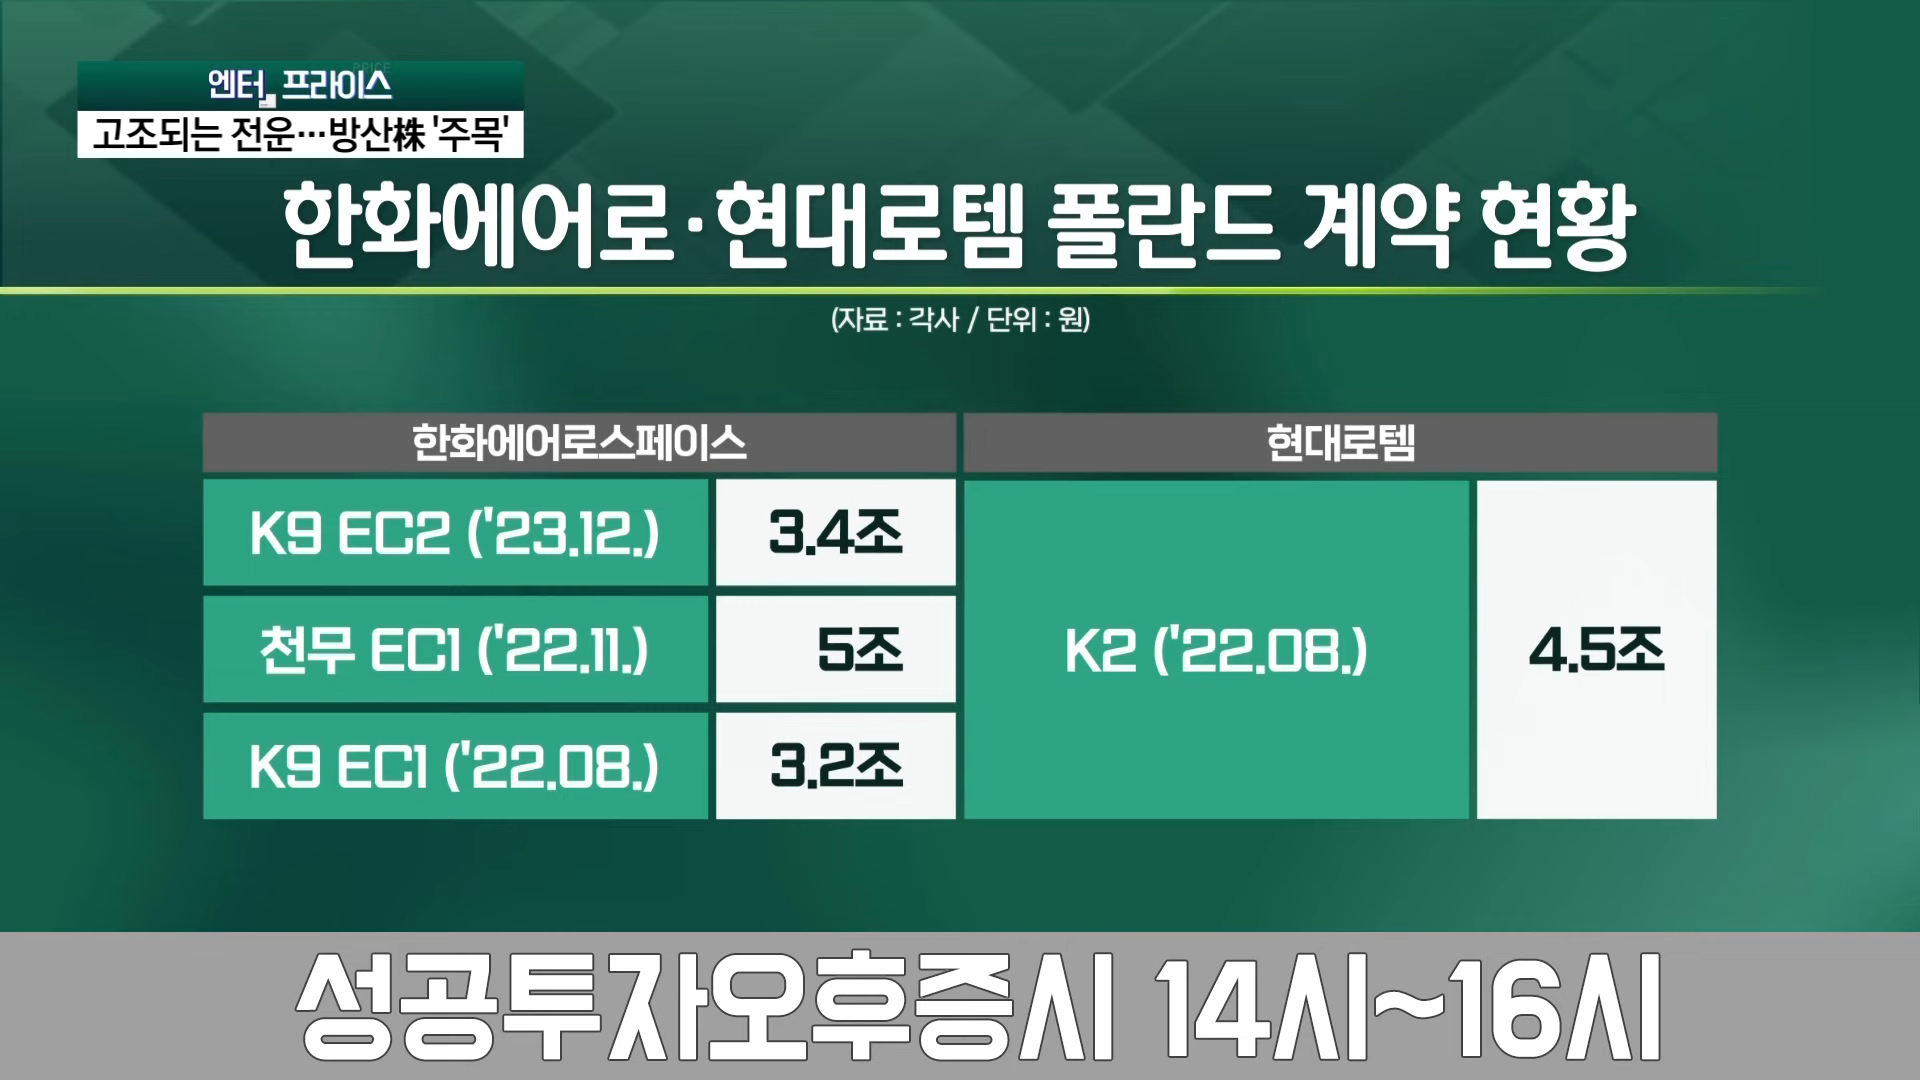 엔터 프라이스
PRICE
고조되는 전운…방산株 '주목'
한화에어로·현대로템 폴란드 계약 현황
(자료 : 각사 / 단위 : 원)
한화에어로스페이스
K9 EC2 ('23.12.) 3.4조
천무 EC1 ('22.11.) 5조
K9 EC1 ('22.08.) 3.2조
현대로템
K2 ('22.08.) 4.5조
성공투자오후증시 14시~16시